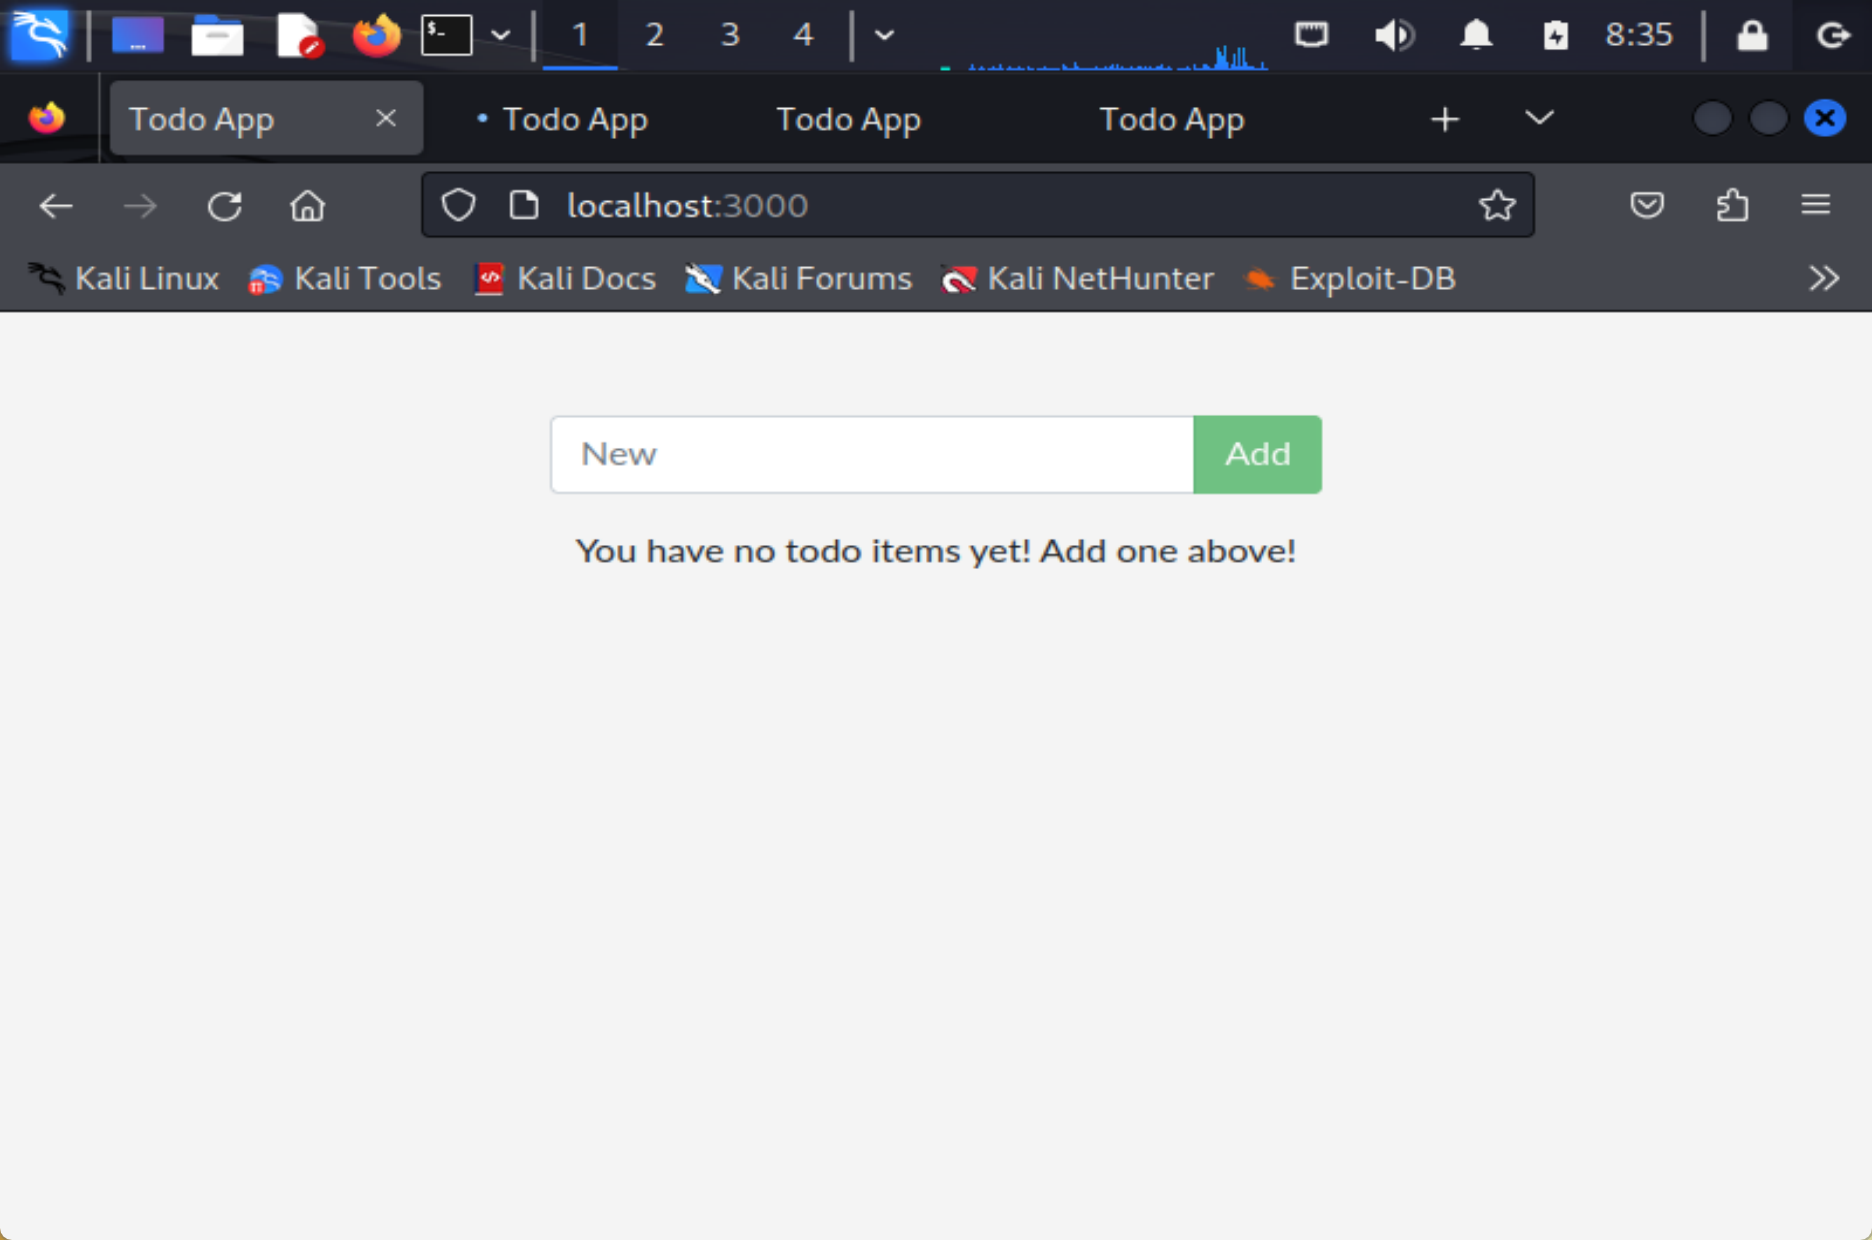 $-
1 2 3 4
8:35
Todo App Todo App Todo App Todo App
localhost:3000
Kali Linux Kali Tools Kali Docs Kali Forums Kali NetHunter Exploit-DB
New Add
You have no todo items yet! Add one above!